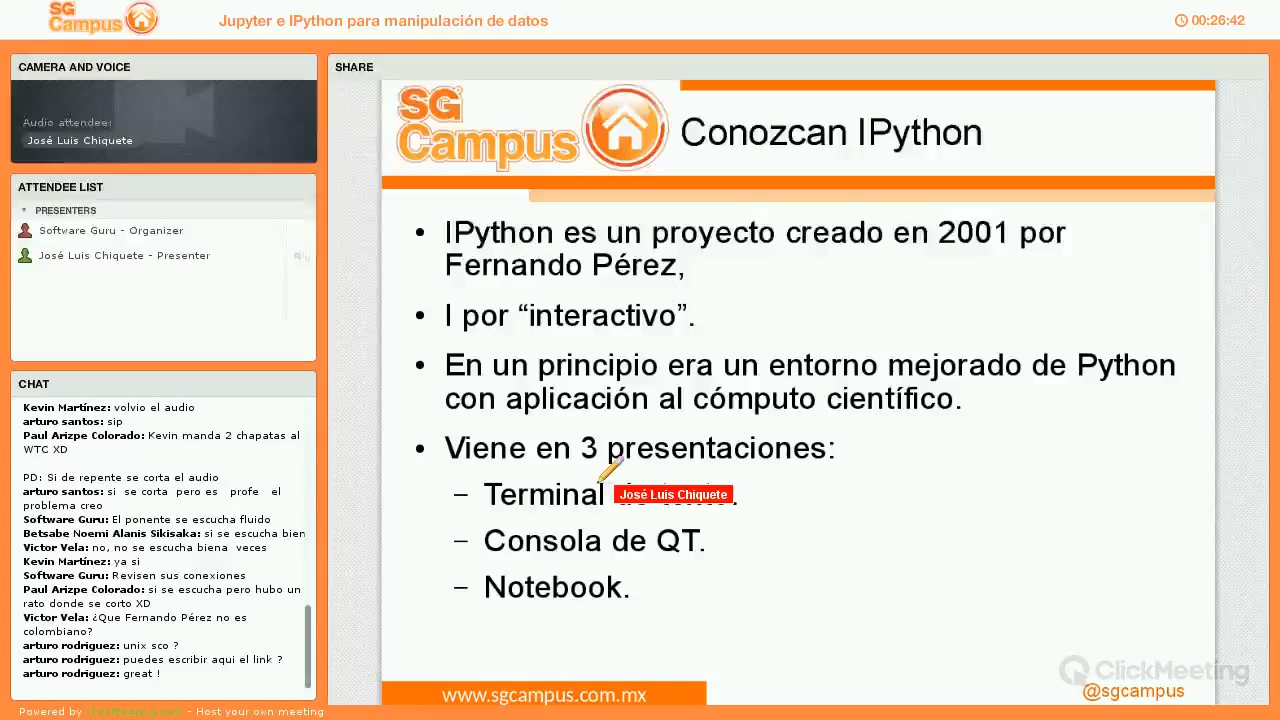 SG Campus
Jupyter e IPython para manipulación de datos
00:26:42
CAMERA AND VOICE
Audio attendee:
José Luis Chiquete
ATTENDEE LIST
PRESENTERS
Software Guru - Organizer
José Luis Chiquete - Presenter
CHAT
Kevin Martínez: volvio el audio
arturo santos: sip
Paul Arizpe Colorado: Kevin manda 2 chapatas al
WTC XD
PD: Si de repente se corta el audio
arturo santos: si se corta pero es profe el
problema creo
Software Guru: El ponente se escucha fluido
Betsabe Noemi Alanis Sikisaka: si se escucha bien
Victor Vela: no, no se escucha biena veces
Kevin Martínez: ya si
Software Guru: Revisen sus conexiones
Paul Arizpe Colorado: si se escucha pero hubo un
rato donde se corto XD
Victor Vela: ¿Que Fernando Pérez no es
colombiano?
arturo rodriguez: unix sco ?
arturo rodriguez: puedes escribir aqui el link ?
arturo rodriguez: great !
Powered by ClickMeeting.com - Host your own meeting
SHARE
SG Campus
Conozcan IPython
• IPython es un proyecto creado en 2001 por
Fernando Pérez,
• I por “interactivo”.
• En un principio era un entorno mejorado de Python
con aplicación al cómputo científico.
• Viene en 3 presentaciones:
– Terminal
José Luis Chiquete
– Consola de QT.
– Notebook.
www.sgcampus.com.mx
ClickMeeting
@sgcampus